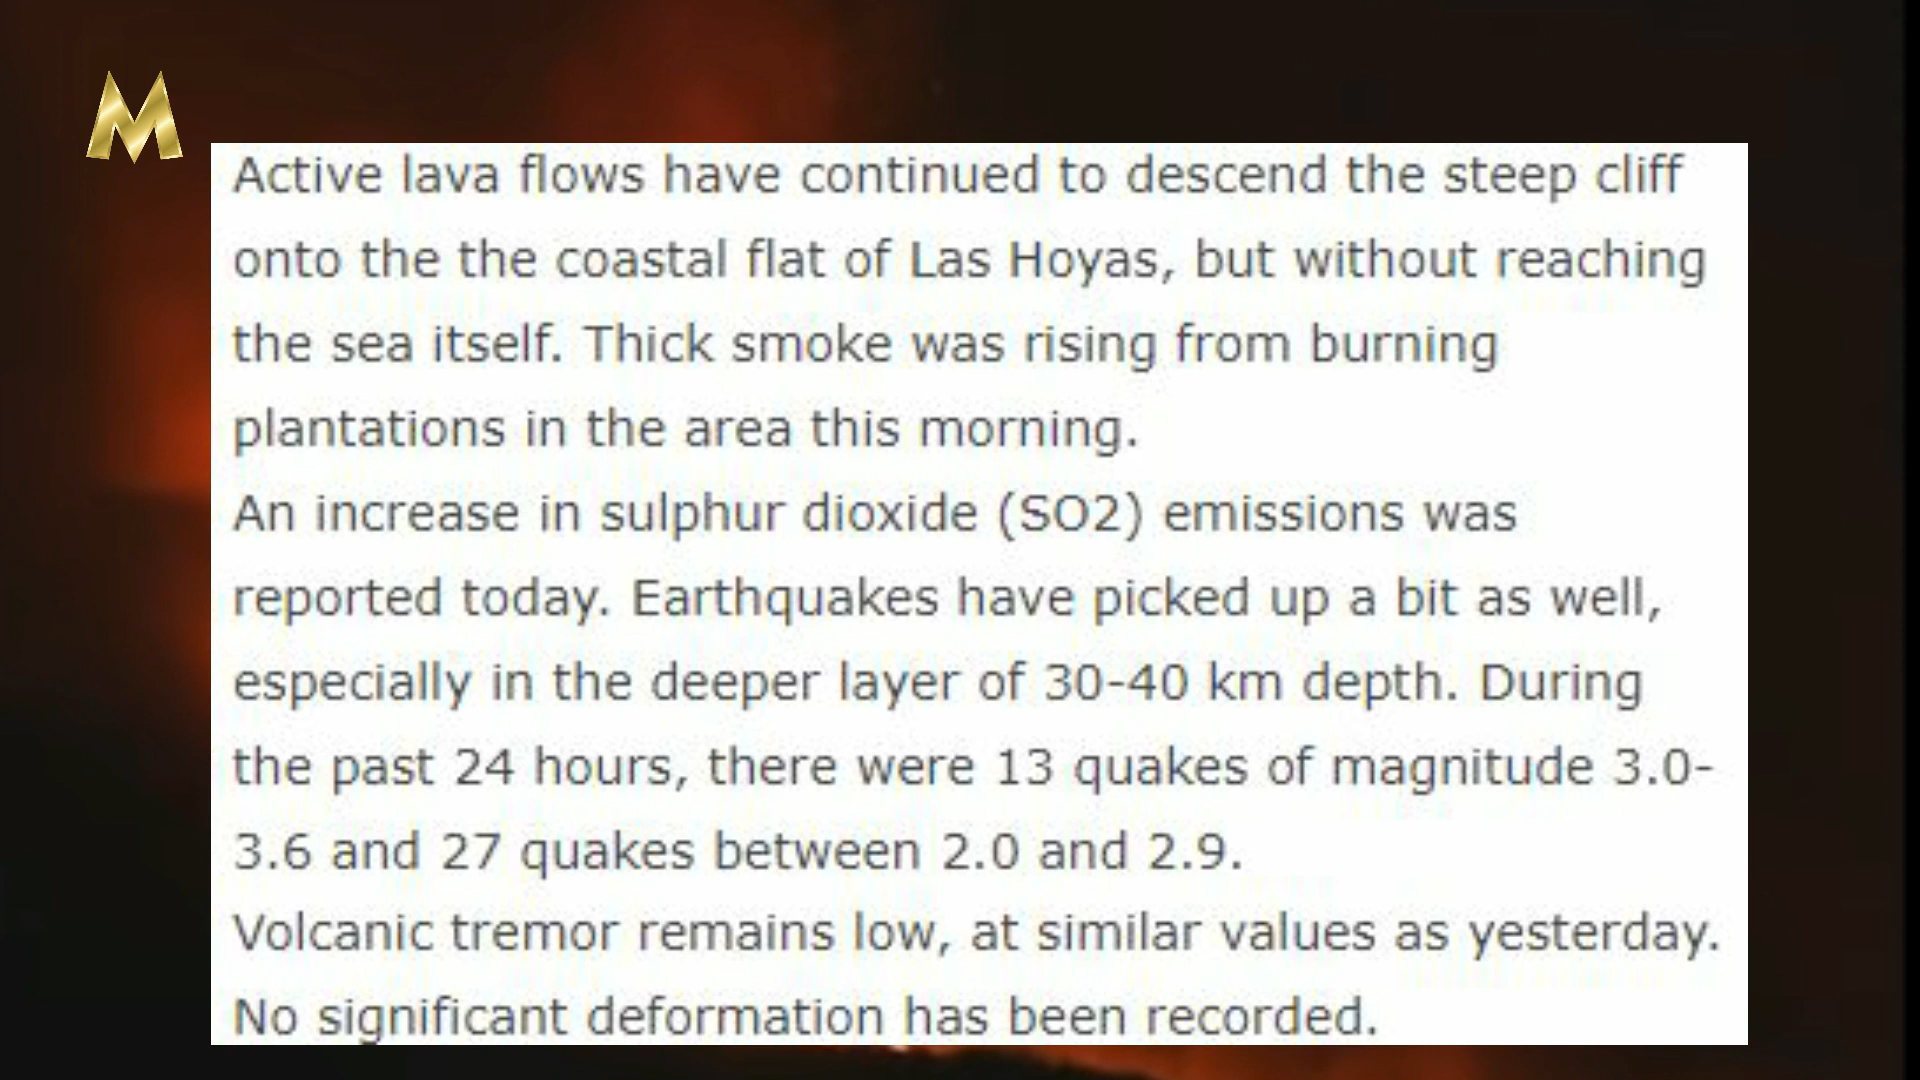 M
Active lava flows have continued to descend the steep cliff
onto the the coastal flat of Las Hoyas, but without reaching
the sea itself. Thick smoke was rising from burning
plantations in the area this morning.
An increase in sulphur dioxide (SO2) emissions was
reported today. Earthquakes have picked up a bit as well,
especially in the deeper layer of 30-40 km depth. During
the past 24 hours, there were 13 quakes of magnitude 3.0-
3.6 and 27 quakes between 2.0 and 2.9.
Volcanic tremor remains low, at similar values as yesterday.
No significant deformation has been recorded.